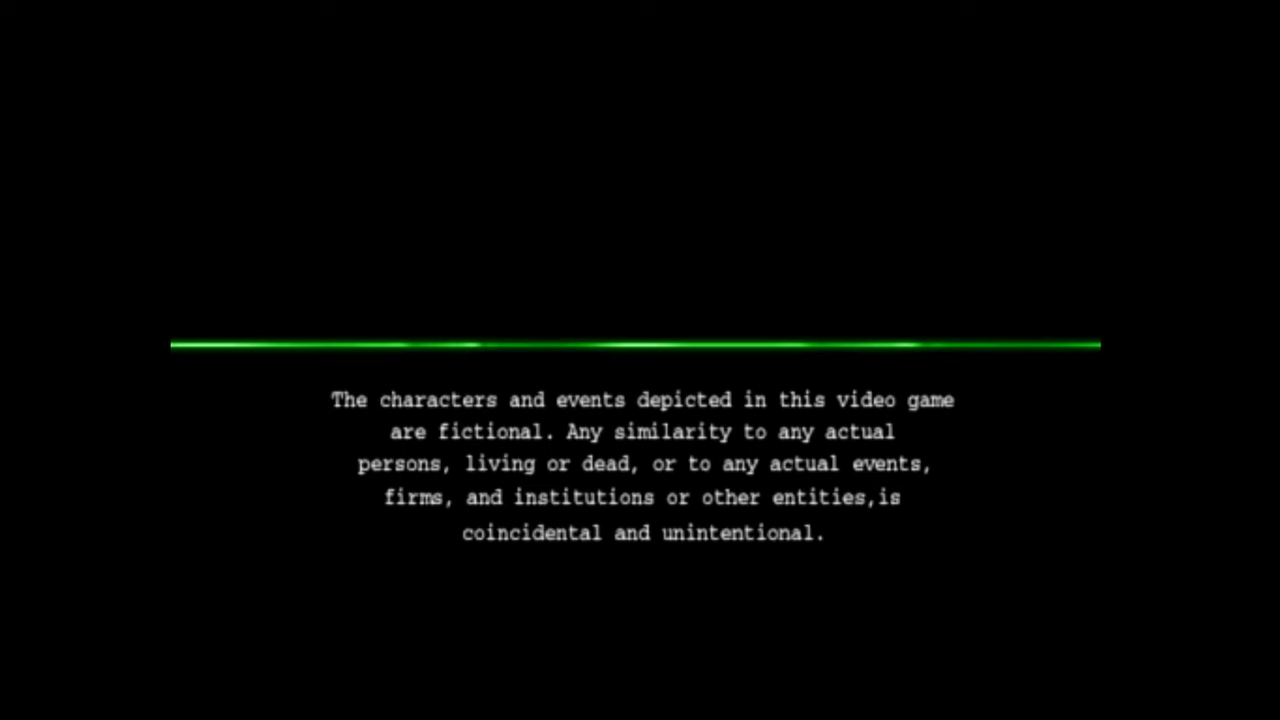 The characters and events depicted in this video game
are fictional. Any similarity to any actual
persons, living or dead, or to any actual events,
firms, and institutions or other entities,is
coincidental and unintentional.